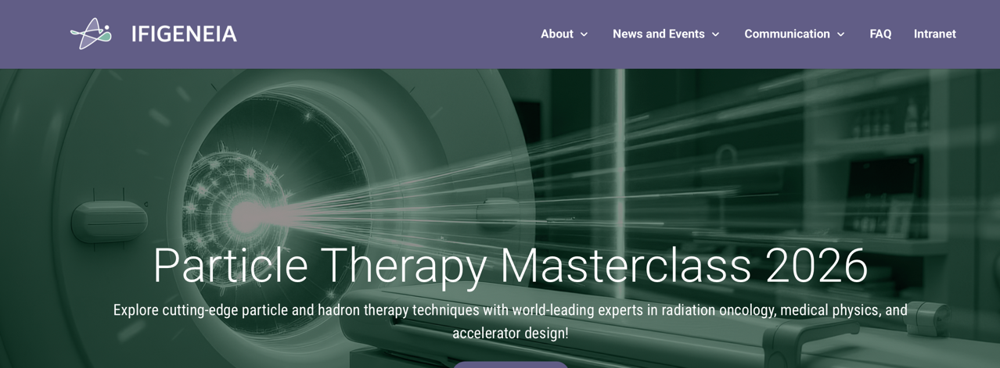 IFIGENEIA
About
News and Events
Communication
FAQ
Intranet
Particle Therapy Masterclass 2026
Explore cutting-edge particle and hadron therapy techniques with world-leading experts in radiation oncology, medical physics, and
accelerator design!